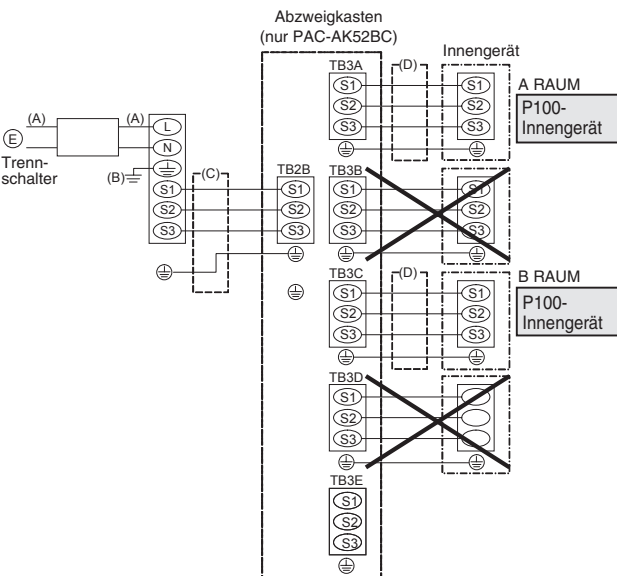 Abzweigkasten
(nur PAC-AK52BC)
Innengerät
TB3A
(D)
S1
S1
A RAUM
S2
S2
P100-
Innengerät
S3
S3
(A)
(A)
L
E
N
Trenn-
schalter
(B)
(C)
TB2B
TB3B
S1
S1
S1
S1
S2
S2
S2
S2
S3
S3
S3
S3
TB3C
(D)
B RAUM
S1
S1
P100-
Innengerät
S2
S2
S3
S3
TB3D
S1
S2
S3
TB3E
S1
S2
S3